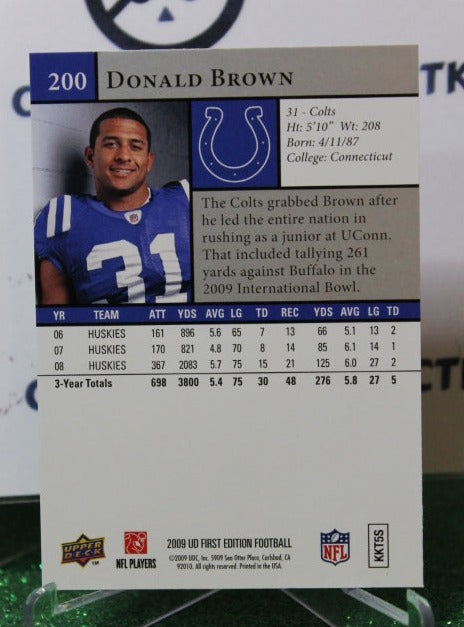 200 DONALD BROWN
31 - Colts
Ht: 5'10" Wt: 208
Born: 4/11/87
College: Connecticut
31
The Colts grabbed Brown after
he led the entire nation in
rushing as a junior at UConn.
That included tallying 261
yards against Buffalo in the
2009 International Bowl.
YR TEAM ATT YDS AVG LG TD REC YDS AVG LG TD
06 HUSKIES 161 896 5.6 65 7 13 66 5.1 13 2
07 HUSKIES 170 821 4.8 70 8 14 85 6.1 14 1
08 HUSKIES 367 2083 5.7 75 15 21 125 6.0 27 2
3-Year Totals 698 3800 5.4 75 30 48 276 5.8 27 5
UPPER DECK
NFL PLAYERS
2009 UD FIRST EDITION FOOTBALL
©2009 UDC, Inc. 5909 Sea Otter Place, Carlsbad, CA
92010. All rights reserved. Printed in the USA.
NFL
KKT5S